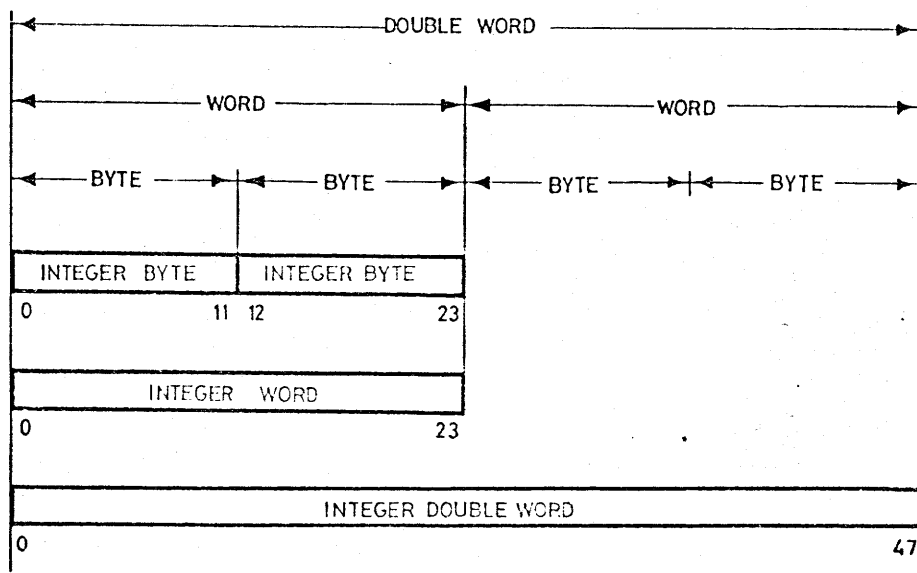 DOUBLE WORD
WORD WORD
BYTE BYTE BYTE BYTE
INTEGER BYTE INTEGER BYTE
0 11 12 23
INTEGER WORD
0 23
INTEGER DOUBLE WORD
0 47